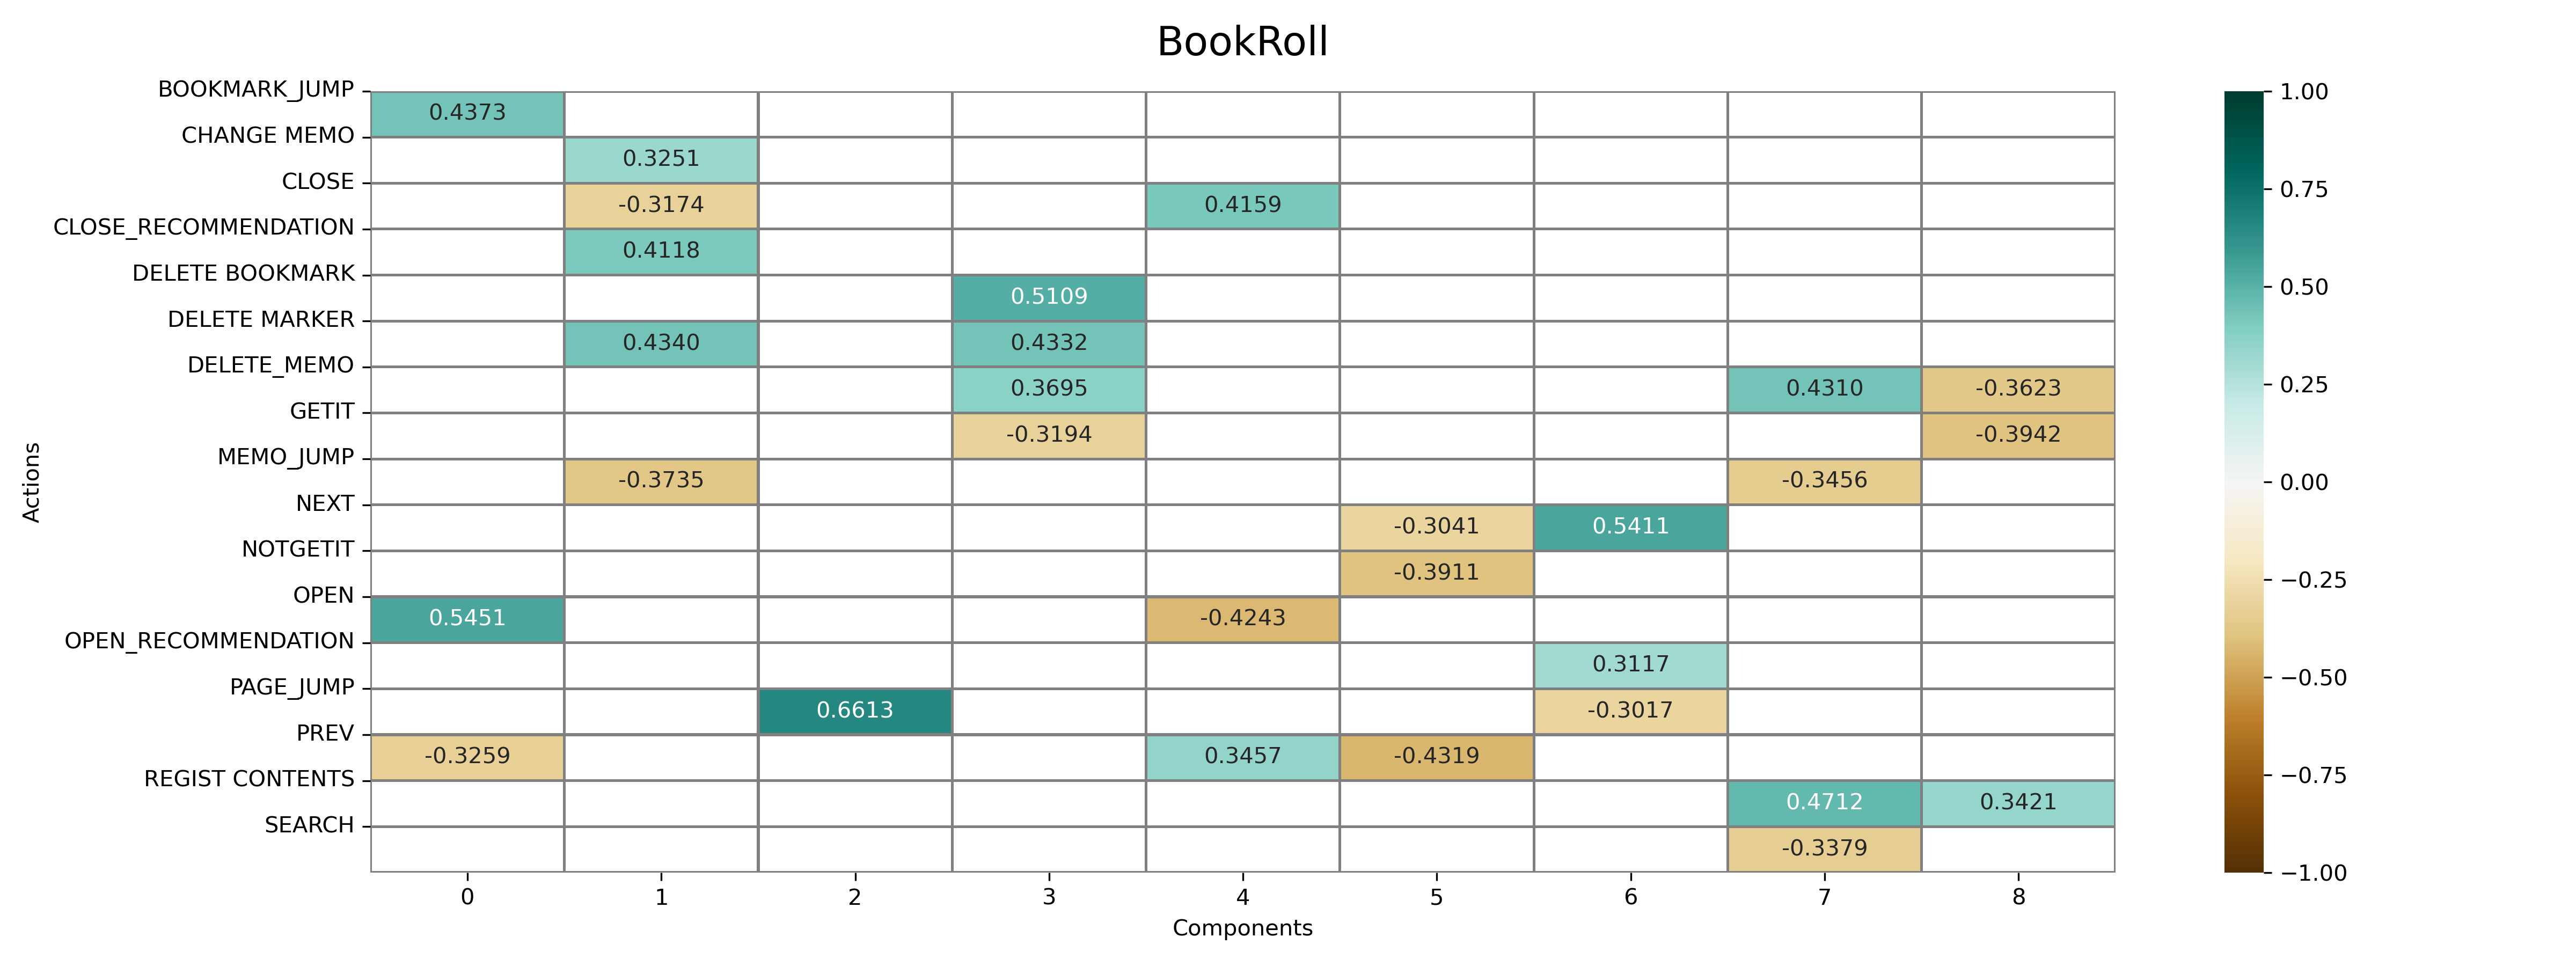 BookRoll
BOOKMARK_JUMP
0.4373
CHANGE MEMO
0.3251
CLOSE
-0.3174 0.4159
CLOSE_RECOMMENDATION
0.4118
DELETE BOOKMARK
0.5109
DELETE MARKER
0.4340 0.4332
DELETE_MEMO
0.3695 0.4310 -0.3623
GETIT
-0.3194 -0.3942
MEMO_JUMP
-0.3735 -0.3456
NEXT
-0.3041 0.5411
NOTGETIT
-0.3911
OPEN
0.5451 -0.4243
OPEN_RECOMMENDATION
0.3117
PAGE_JUMP
0.6613 -0.3017
PREV
-0.3259 0.3457 -0.4319
REGIST CONTENTS
0.4712 0.3421
SEARCH
-0.3379
Actions
0 1 2 3 4 5 6 7 8
Components
1.00
0.75
0.50
0.25
0.00
−0.25
−0.50
−0.75
−1.00